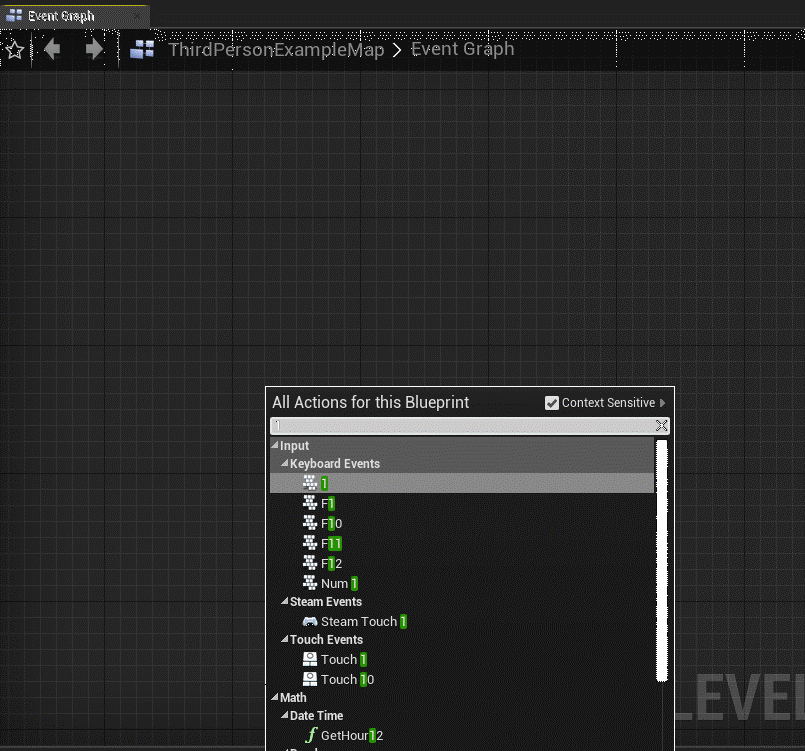 Event Graph
ThirdPersonExampleMap > Event Graph
All Actions for this Blueprint
Context Sensitive
1
Input
Keyboard Events
1
F1
F10
F11
F12
Num 1
Steam Events
Steam Touch 1
Touch Events
Touch 1
Touch 10
Math
Date Time
GetHour12
LEVEL